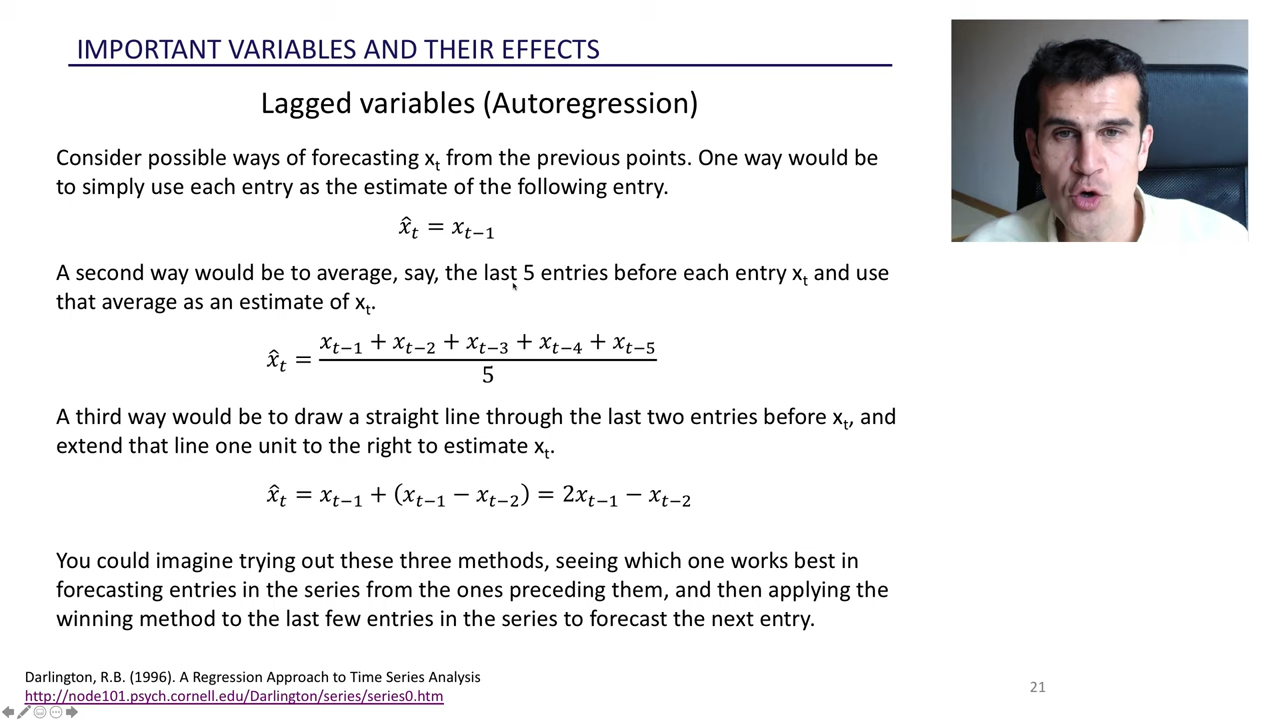 IMPORTANT VARIABLES AND THEIR EFFECTS
Lagged variables (Autoregression)
Consider possible ways of forecasting xₜ from the previous points. One way would be
to simply use each entry as the estimate of the following entry.
x̂ₜ = xₜ₋₁
A second way would be to average, say, the last 5 entries before each entry xₜ and use
that average as an estimate of xₜ.
x̂ₜ = (xₜ₋₁ + xₜ₋₂ + xₜ₋₃ + xₜ₋₄ + xₜ₋₅) / 5
A third way would be to draw a straight line through the last two entries before xₜ, and
extend that line one unit to the right to estimate xₜ.
x̂ₜ = xₜ₋₁ + (xₜ₋₁ − xₜ₋₂) = 2xₜ₋₁ − xₜ₋₂
You could imagine trying out these three methods, seeing which one works best in
forecasting entries in the series from the ones preceding them, and then applying the
winning method to the last few entries in the series to forecast the next entry.
Darlington, R.B. (1996). A Regression Approach to Time Series Analysis
http://node101.psych.cornell.edu/Darlington/series/series0.htm
21